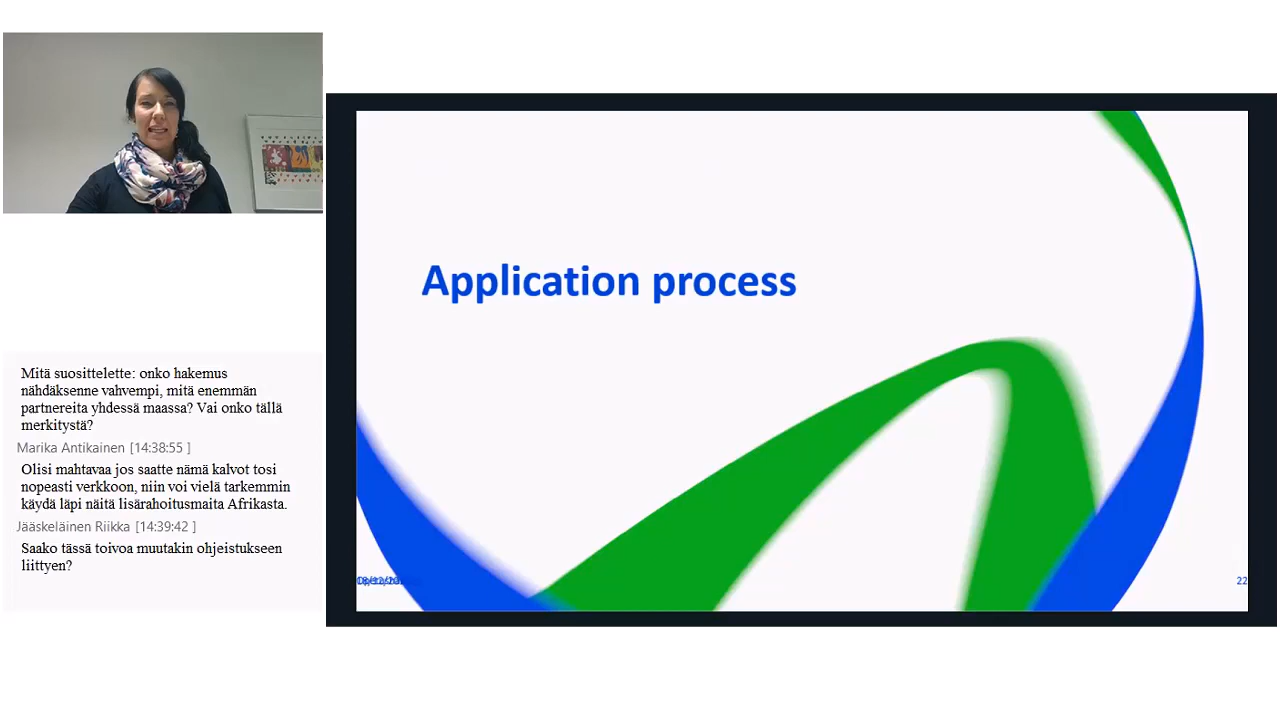 Application process
22
Mitä suosittelette: onko hakemus
nähdäksenne vahvempi, mitä enemmän
partnereita yhdessä maassa? Vai onko tällä
merkitystä?
Marika Antikainen [14:38:55 ]
Olisi mahtavaa jos saatte nämä kalvot tosi
nopeasti verkkoon, niin voi vielä tarkemmin
käydä läpi näitä lisärahoitusmaita Afrikasta.
Jääskeläinen Riikka [14:39:42 ]
Saako tässä toivoa muutakin ohjeistukseen
liittyen?